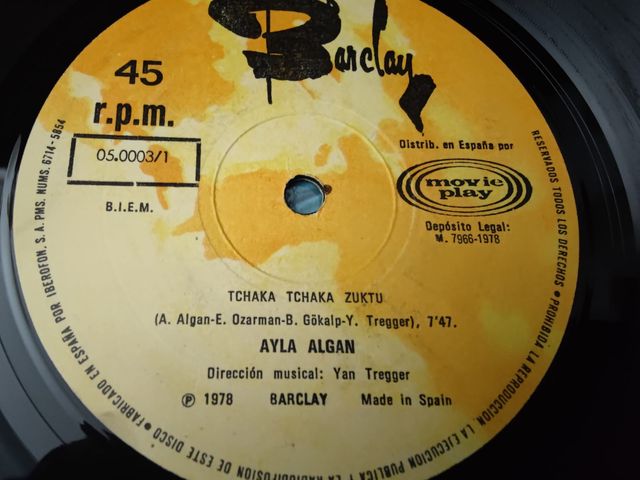 Barclay
45
r.p.m.
05.0003/1
B.I.E.M.
Distrib. en España por
movie
play
Depósito Legal:
M. 7966-1978
TCHAKA TCHAKA ZUKTU
(A. Algan-E. Ozarman-B. Gökalp-Y. Tregger), 7'47.
AYLA ALGAN
Dirección musical: Yan Tregger
Ⓟ 1978 BARCLAY Made in Spain
RESERVADOS TODOS LOS DERECHOS • PROHIBIDA LA REPRODUCCION, LA EJECUCION PUBLICA Y LA RADIODIFUSION DE ESTE DISCO • FABRICADO EN ESPAÑA POR IBEROFON, S. A. PMS. NUMS. 6714-5854